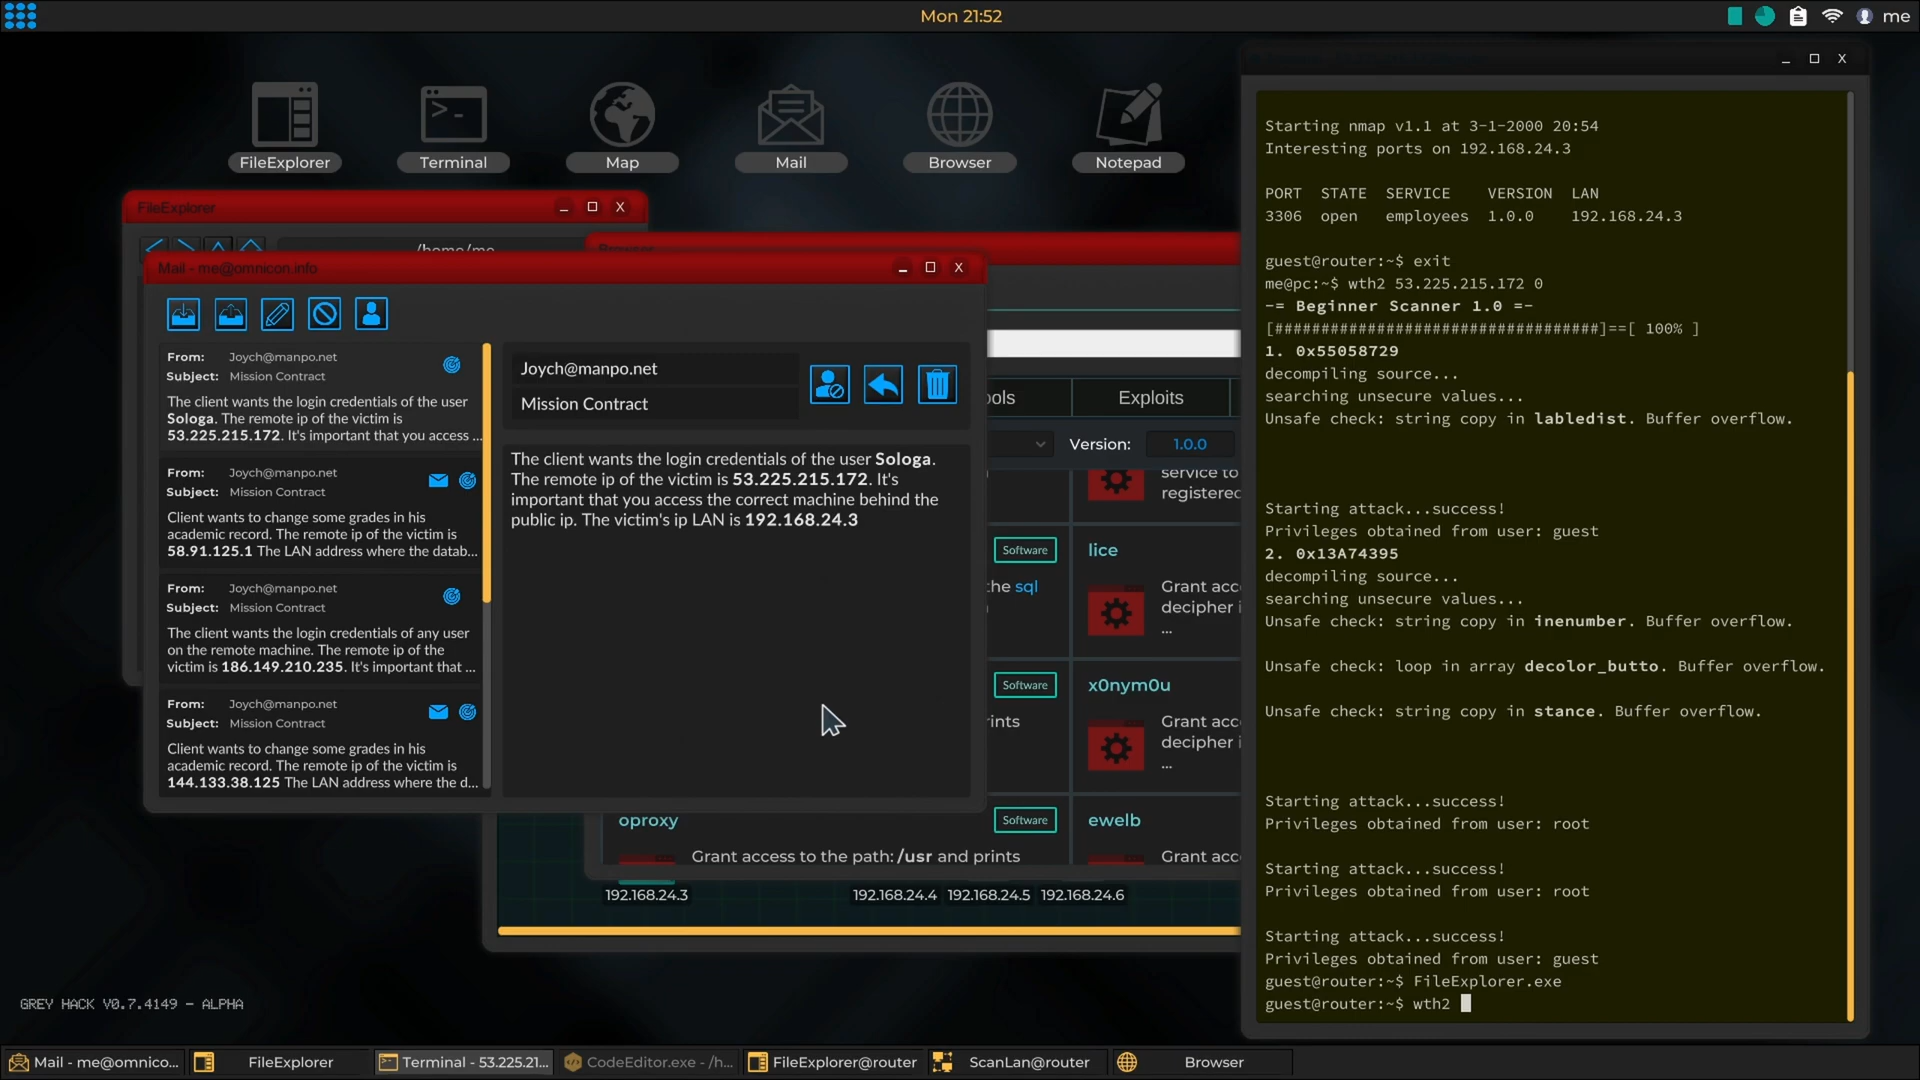 Mon 21:52
me
FileExplorer
Terminal
Map
Mail
Browser
Notepad
FileExplorer
/home/me
Browser
Mail - me@omnicon.info
From: Joych@manpo.net
Subject: Mission Contract
The client wants the login credentials of the user
Sologa. The remote ip of the victim is
53.225.215.172. It's important that you access ...
From: Joych@manpo.net
Subject: Mission Contract
Client wants to change some grades in his
academic record. The remote ip of the victim is
58.91.125.1 The LAN address where the datab...
From: Joych@manpo.net
Subject: Mission Contract
The client wants the login credentials of any user
on the remote machine. The remote ip of the
victim is 186.149.210.235. It's important that ...
From: Joych@manpo.net
Subject: Mission Contract
Client wants to change some grades in his
academic record. The remote ip of the victim is
144.133.38.125 The LAN address where the d...
Joych@manpo.net
Mission Contract
The client wants the login credentials of the user Sologa.
The remote ip of the victim is 53.225.215.172. It's
important that you access the correct machine behind the
public ip. The victim's ip LAN is 192.168.24.3
ools
Exploits
Version: 1.0.0
service to
registered
Software
the sql
lice
Grant acc
decipher i
...
Software
rints
x0nym0u
Grant acc
decipher i
...
oproxy
Software
Grant access to the path: /usr and prints
ewelb
Grant acc
192.168.24.3
192.168.24.4
192.168.24.5
192.168.24.6
Starting nmap v1.1 at 3-1-2000 20:54
Interesting ports on 192.168.24.3
PORT STATE SERVICE VERSION LAN
3306 open employees 1.0.0 192.168.24.3
guest@router:~$ exit
me@pc:~$ wth2 53.225.215.172 0
-= Beginner Scanner 1.0 =-
[###################################]==[ 100% ]
1. 0x55058729
decompiling source...
searching unsecure values...
Unsafe check: string copy in labledist. Buffer overflow.
Starting attack...success!
Privileges obtained from user: guest
2. 0x13A74395
decompiling source...
searching unsecure values...
Unsafe check: string copy in inenumber. Buffer overflow.
Unsafe check: loop in array decolor_butto. Buffer overflow.
Unsafe check: string copy in stance. Buffer overflow.
Starting attack...success!
Privileges obtained from user: root
Starting attack...success!
Privileges obtained from user: root
Starting attack...success!
Privileges obtained from user: guest
guest@router:~$ FileExplorer.exe
guest@router:~$ wth2
GREY HACK V0.7.4149 - ALPHA
Mail - me@omnico...
FileExplorer
Terminal - 53.225.21...
CodeEditor.exe - /h...
FileExplorer@router
ScanLan@router
Browser